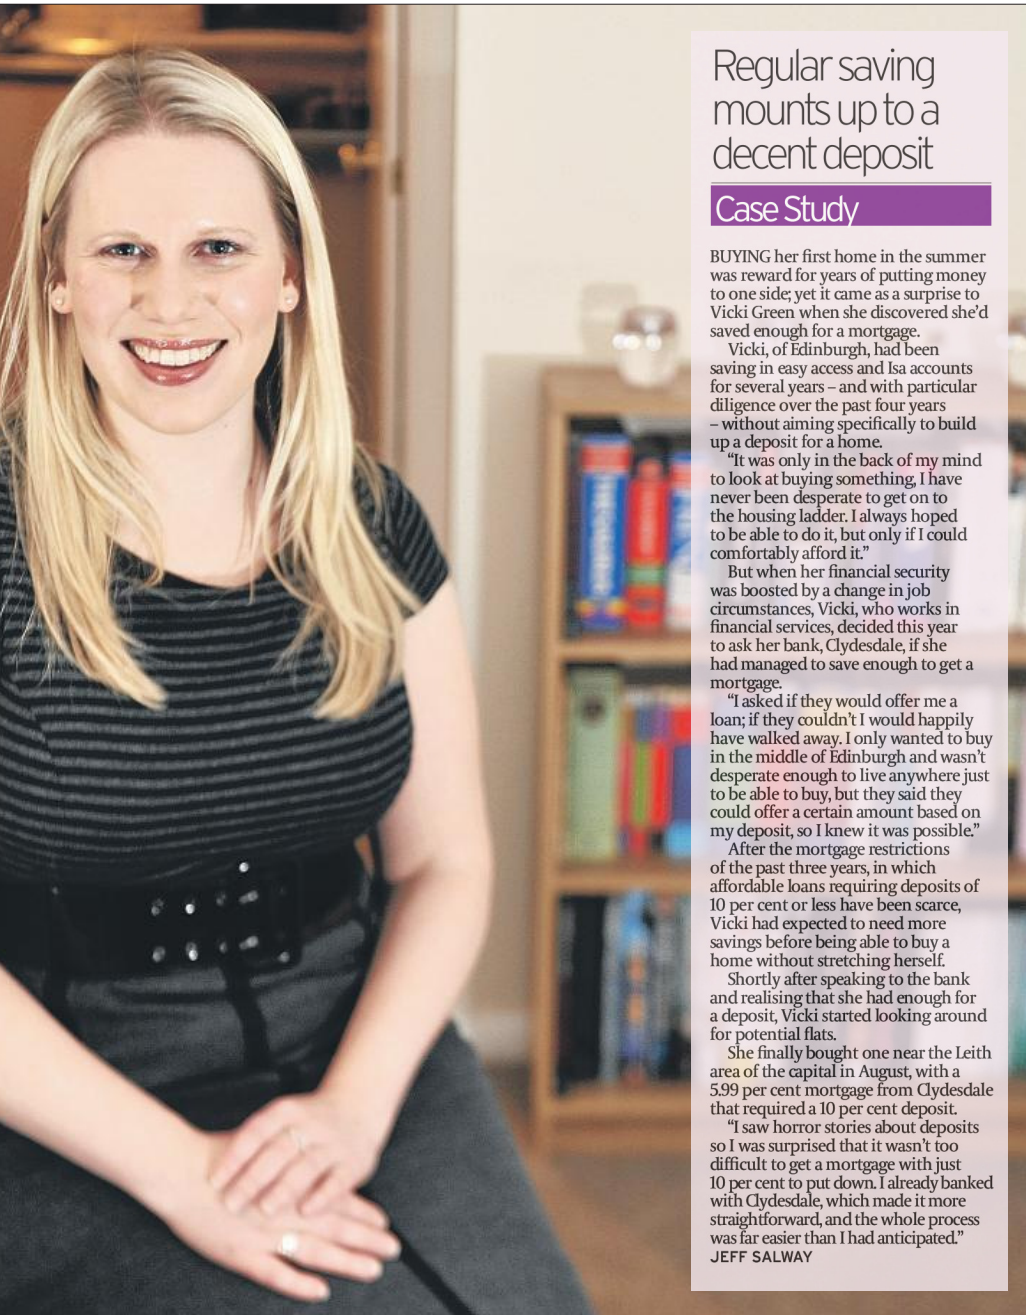 Regular saving
mounts up to a
decent deposit
Case Study
BUYING her first home in the summer
was reward for years of putting money
to one side; yet it came as a surprise to
Vicki Green when she discovered she’d
saved enough for a mortgage.
Vicki, of Edinburgh, had been
saving in easy access and Isa accounts
for several years – and with particular
diligence over the past four years
– without aiming specifically to build
up a deposit for a home.
“It was only in the back of my mind
to look at buying something, I have
never been desperate to get on to
the housing ladder. I always hoped
to be able to do it, but only if I could
comfortably afford it.”
But when her financial security
was boosted by a change in job
circumstances, Vicki, who works in
financial services, decided this year
to ask her bank, Clydesdale, if she
had managed to save enough to get a
mortgage.
“I asked if they would offer me a
loan; if they couldn’t I would happily
have walked away. I only wanted to buy
in the middle of Edinburgh and wasn’t
desperate enough to live anywhere just
to be able to buy, but they said they
could offer a certain amount based on
my deposit, so I knew it was possible.”
After the mortgage restrictions
of the past three years, in which
affordable loans requiring deposits of
10 per cent or less have been scarce,
Vicki had expected to need more
savings before being able to buy a
home without stretching herself.
Shortly after speaking to the bank
and realising that she had enough for
a deposit, Vicki started looking around
for potential flats.
She finally bought one near the Leith
area of the capital in August, with a
5.99 per cent mortgage from Clydesdale
that required a 10 per cent deposit.
“I saw horror stories about deposits
so I was surprised that it wasn’t too
difficult to get a mortgage with just
10 per cent to put down. I already banked
with Clydesdale, which made it more
straightforward, and the whole process
was far easier than I had anticipated.”
JEFF SALWAY